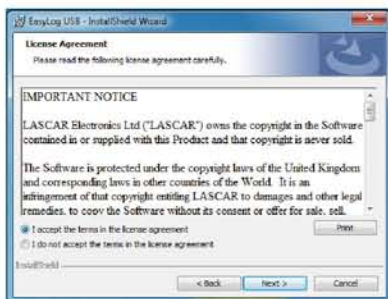 EasyLog USB - InstallShield Wizard
License Agreement
Please read the following license agreement carefully.
IMPORTANT NOTICE
LASCAR Electronics Ltd ("LASCAR") owns the copyright in the Software
contained in or supplied with this Product and that copyright is never sold.
The Software is protected under the copyright laws of the United Kingdom
and corresponding laws in other countries of the World. It is an
infringement of that copyright entitling LASCAR to damages and other legal
remedies, to copy the Software without its consent or offer for sale, sell,
I accept the terms in the license agreement
Print
I do not accept the terms in the license agreement
InstallShield
< Back
Next >
Cancel